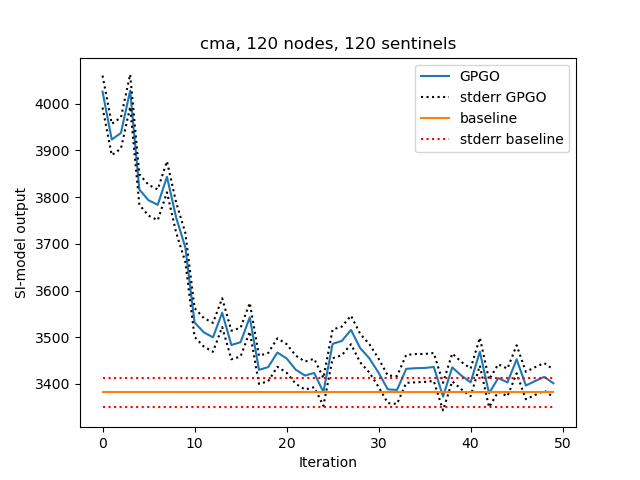 cma, 120 nodes, 120 sentinels
GPGO
stderr GPGO
baseline
stderr baseline
SI-model output
4000
3900
3800
3700
3600
3500
3400
0 10 20 30 40 50
Iteration